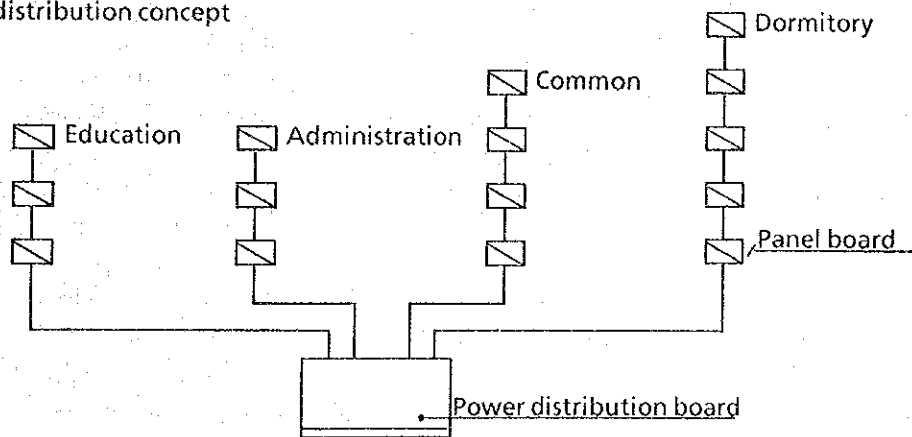 distribution concept
Dormitory
Common
Education
Administration
Panel board
Power distribution board